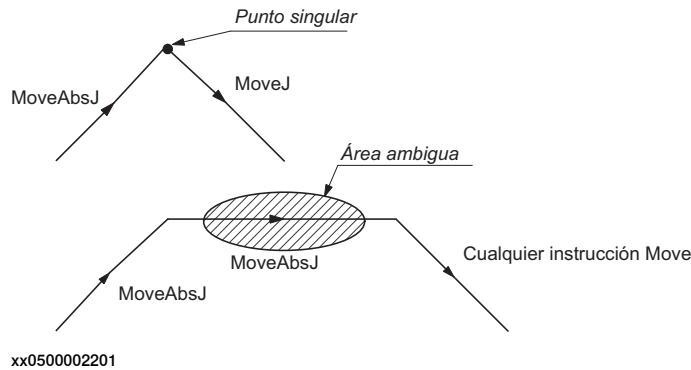 Punto singular
MoveAbsJ
MoveJ
Área ambigua
MoveAbsJ
Cualquier instrucción Move
MoveAbsJ
xx0500002201